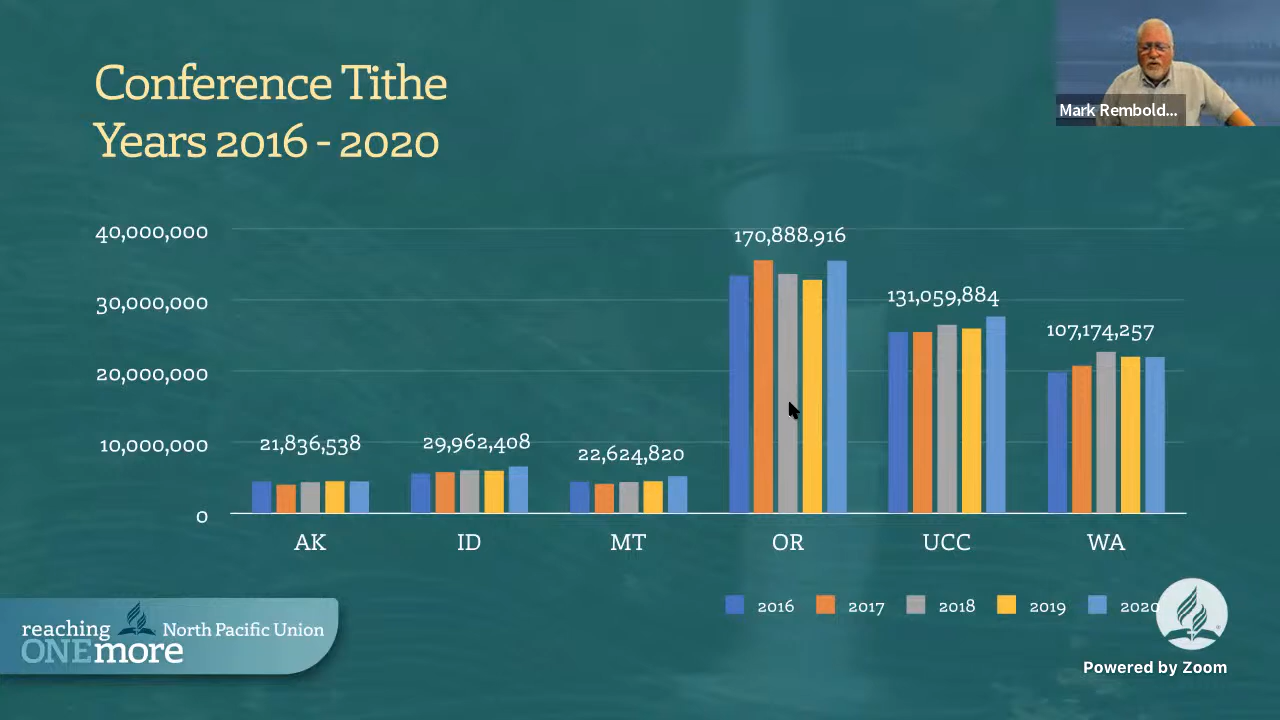 Conference Tithe
Years 2016 - 2020
Mark Rembold...
40,000,000
30,000,000
20,000,000
10,000,000
0
21,836,538
29,962,408
22,624,820
170,888.916
131,059,884
107,174,257
AK ID MT OR UCC WA
2016 2017 2018 2019 2020
reaching
ONEmore
North Pacific Union
Powered by Zoom